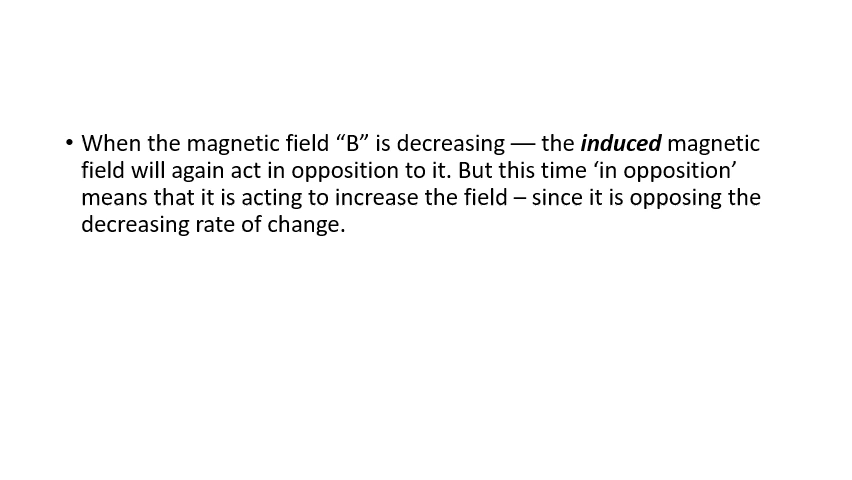 • When the magnetic field “B” is decreasing — the induced magnetic
field will again act in opposition to it. But this time ‘in opposition’
means that it is acting to increase the field – since it is opposing the
decreasing rate of change.